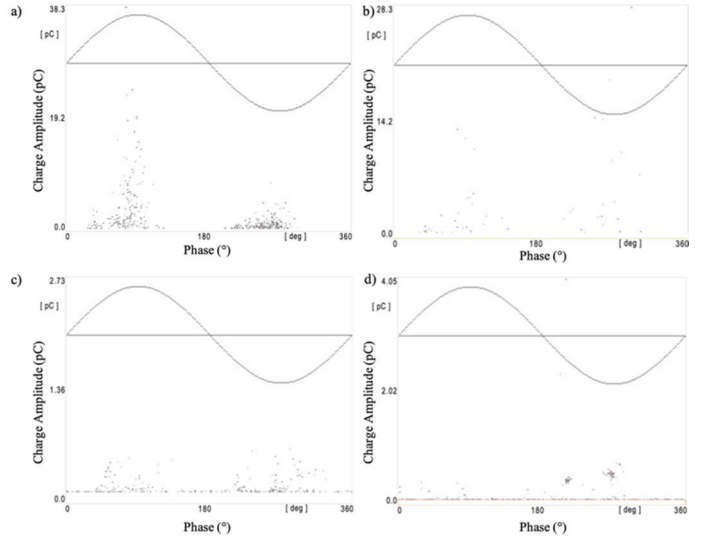 a)
38.3
[ pC ]
Charge Amplitude (pC)
19.2
0.0
0
180
[ deg ]
360
Phase (°)
b)
28.3
[ pC ]
Charge Amplitude (pC)
14.2
0.0
0
180
[ deg ]
360
Phase (°)
c)
2.73
[ pC ]
Charge Amplitude (pC)
1.36
0.0
0
180
[ deg ]
360
Phase (°)
d)
4.05
[ pC ]
Charge Amplitude (pC)
2.02
0.0
0
180
[ deg ]
360
Phase (°)